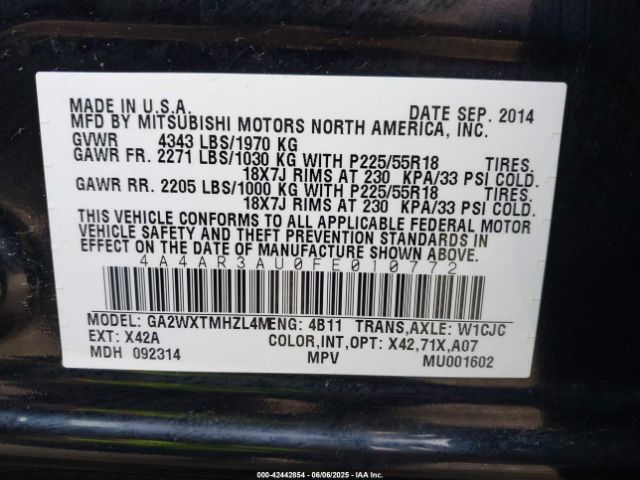 MADE IN U.S.A. DATE SEP. 2014
MFD BY MITSUBISHI MOTORS NORTH AMERICA, INC.
GVWR 4343 LBS/1970 KG
GAWR FR. 2271 LBS/1030 KG WITH P225/55R18 TIRES.
18X7J RIMS AT 230 KPA/33 PSI COLD.
GAWR RR. 2205 LBS/1000 KG WITH P225/55R18 TIRES.
18X7J RIMS AT 230 KPA/33 PSI COLD.
THIS VEHICLE CONFORMS TO ALL APPLICABLE FEDERAL MOTOR
VEHICLE SAFETY AND THEFT PREVENTION STANDARDS IN
EFFECT ON THE DATE OF MANUFACTURE SHOWN ABOVE.
4A4AR3AU0FE010772
MODEL: GA2WXTMHZL4M ENG: 4B11 TRANS,AXLE: W1CJC
EXT: X42A COLOR,INT,OPT: X42,71X,A07
MDH 092314 MPV MU001602
000-42442854 | 06/06/2025 - IAA Inc.